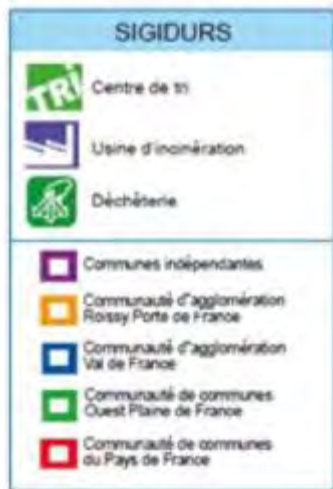 SIGIDURS
TRI
Centre de tri
Usine d'incinération
Déchèterie
Communes indépendantes
Communauté d'agglomération
Roissy Porte de France
Communauté d'agglomération
Val de France
Communauté de communes
Ouest Plaine de France
Communauté de communes
du Pays de France